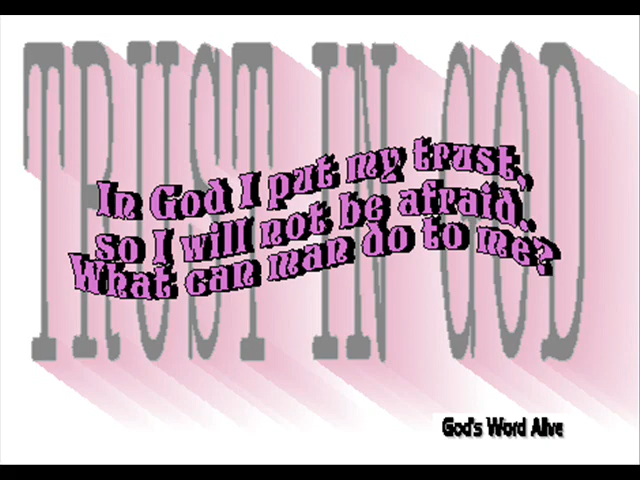 TRUST IN GOD
In God I put my trust,
so I will not be afraid.
What can man do to me?
God's Word Alive